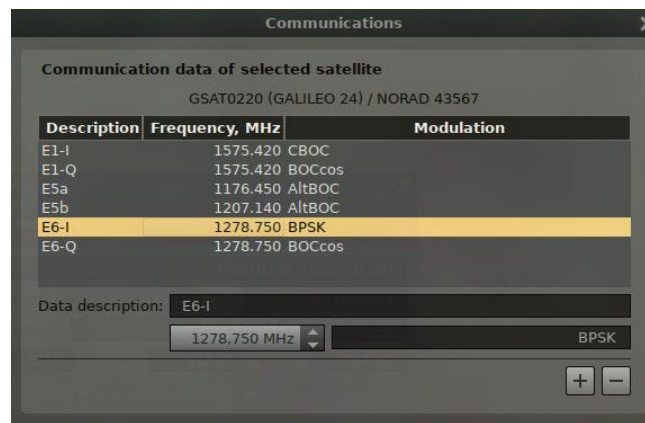 Communications
Communication data of selected satellite
GSAT0220 (GALILEO 24) / NORAD 43567
Description Frequency, MHz Modulation
E1-I 1575.420 CBOC
E1-Q 1575.420 BOCcos
E5a 1176.450 AltBOC
E5b 1207.140 AltBOC
E6-I 1278.750 BPSK
E6-Q 1278.750 BOCcos
Data description: E6-I
1278,750 MHz BPSK
+ −